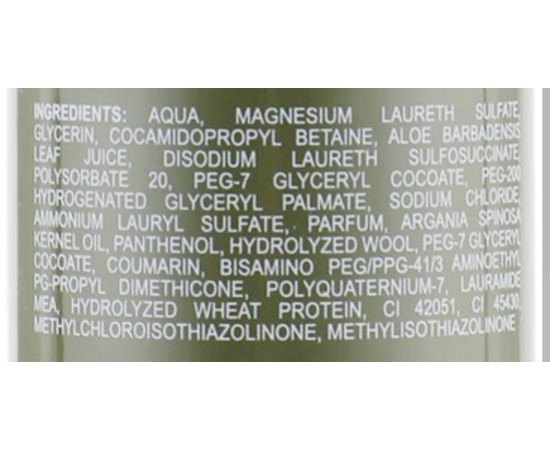 INGREDIENTS: AQUA, MAGNESIUM LAURETH SULFATE,
GLYCERIN, COCAMIDOPROPYL BETAINE, ALOE BARBADENSIS
LEAF JUICE, DISODIUM LAURETH SULFOSUCCINATE,
POLYSORBATE 20, PEG-7 GLYCERYL COCOATE, PEG-200
HYDROGENATED GLYCERYL PALMATE, SODIUM CHLORIDE,
AMMONIUM LAURYL SULFATE, PARFUM, ARGANIA SPINOSA
KERNEL OIL, PANTHENOL, HYDROLYZED WOOL, PEG-7 GLYCERYL
COCOATE, COUMARIN, BISAMINO PEG/PPG-41/3 AMINOETHYL
PG-PROPYL DIMETHICONE, POLYQUATERNIUM-7, LAURAMIDE
MEA, HYDROLYZED WHEAT PROTEIN, CI 42051, CI 45430,
METHYLCHLOROISOTHIAZOLINONE, METHYLISOTHIAZOLINONE